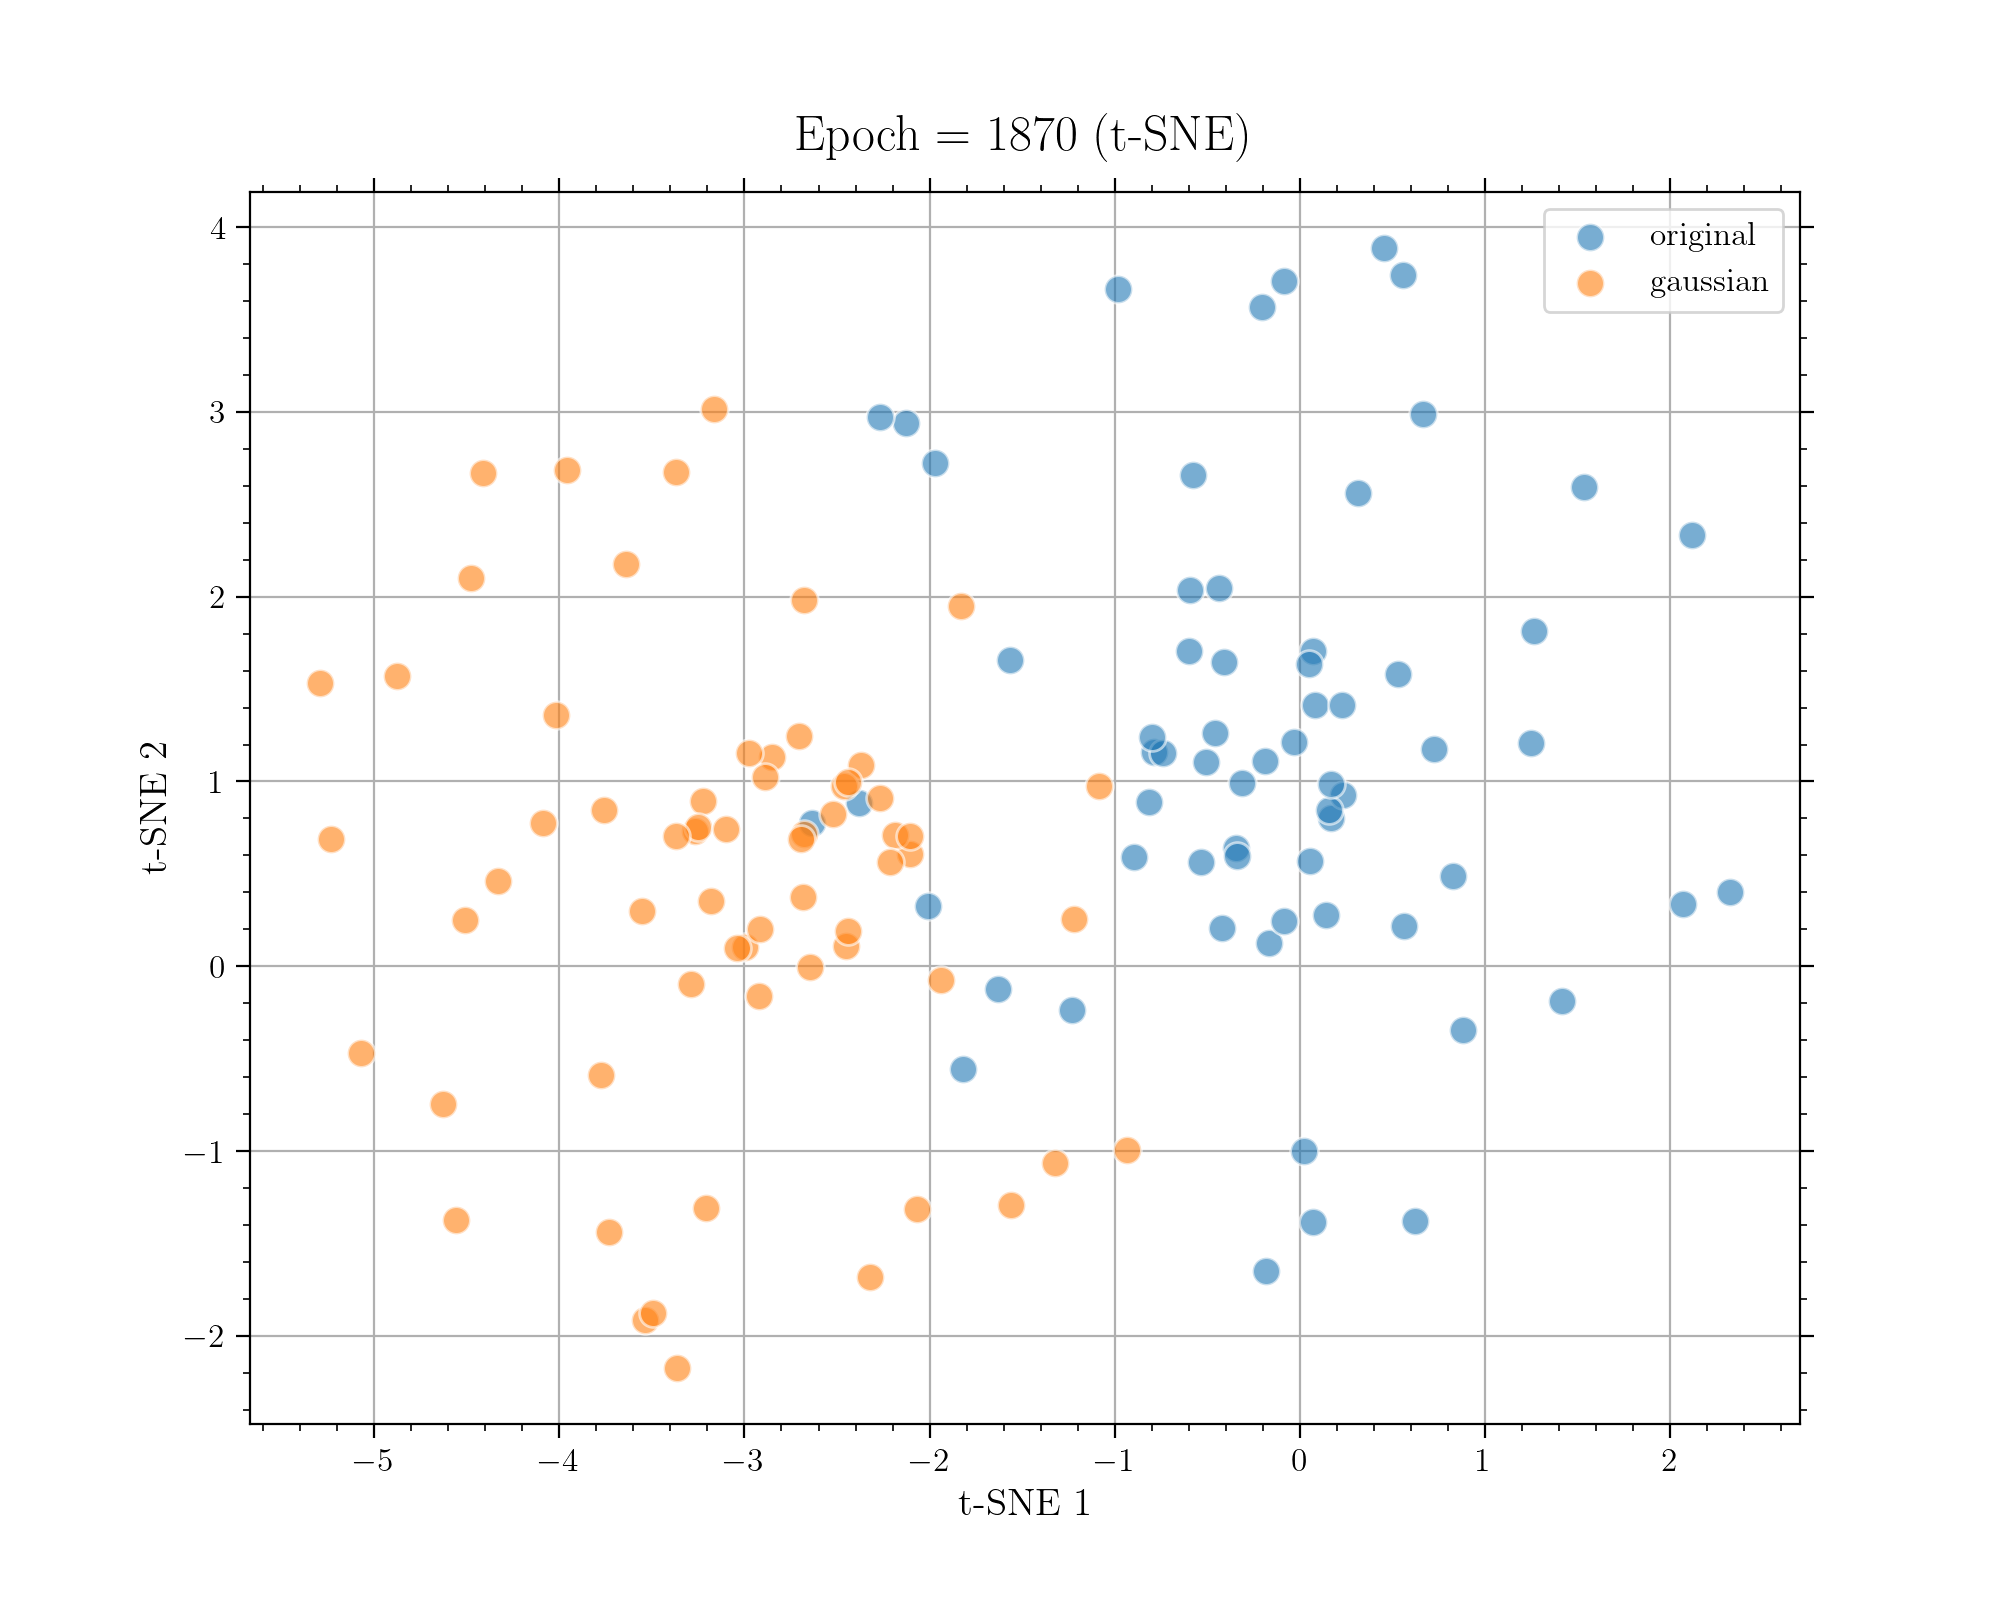 Epoch = 1870 (t-SNE)
original
gaussian
4
3
2
1
0
−1
−2
t-SNE 2
−5 −4 −3 −2 −1 0 1 2
t-SNE 1